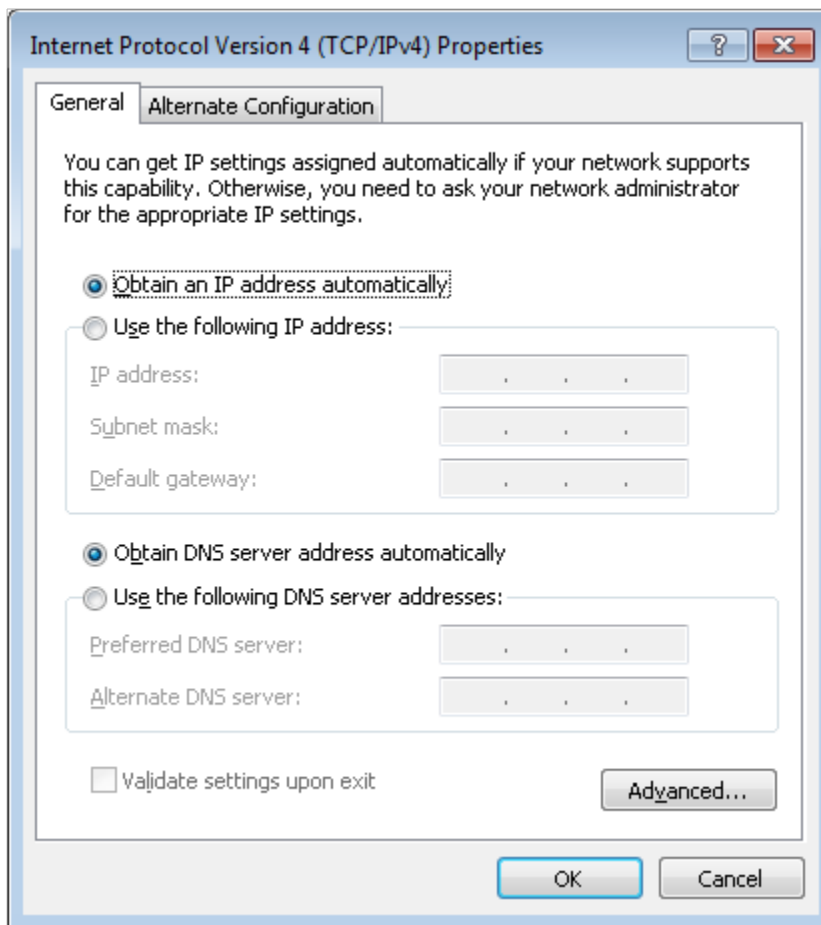 Internet Protocol Version 4 (TCP/IPv4) Properties
?
General
Alternate Configuration
You can get IP settings assigned automatically if your network supports
this capability. Otherwise, you need to ask your network administrator
for the appropriate IP settings.
Obtain an IP address automatically
Use the following IP address:
IP address:
. . .
Subnet mask:
. . .
Default gateway:
. . .
Obtain DNS server address automatically
Use the following DNS server addresses:
Preferred DNS server:
. . .
Alternate DNS server:
. . .
Validate settings upon exit
Advanced...
OK
Cancel